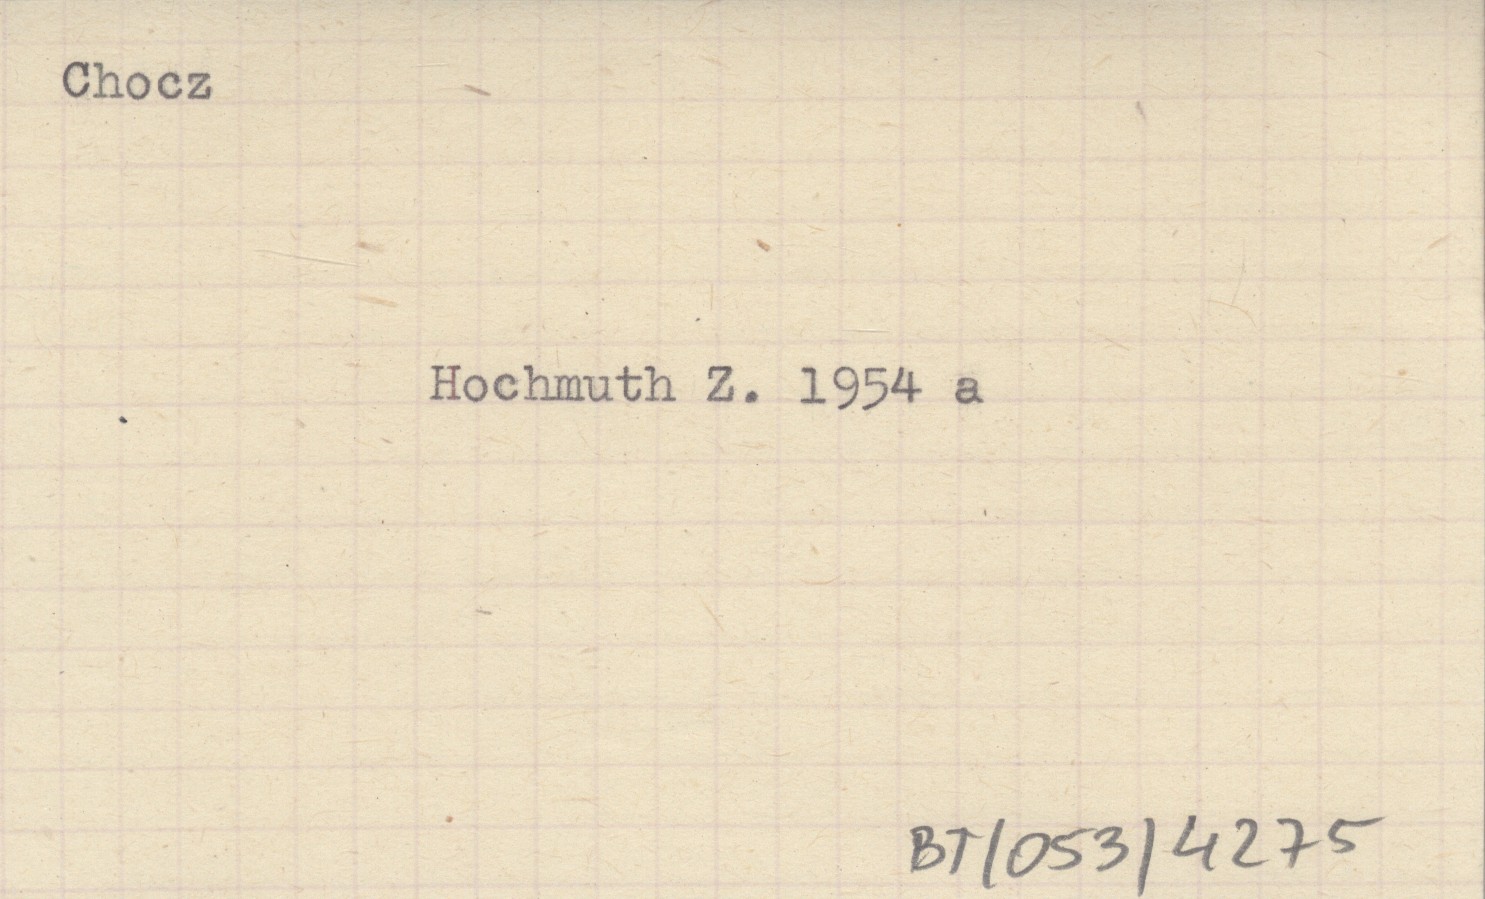 Chocz
Hochmuth Z. 1954 a
BT/053/4275